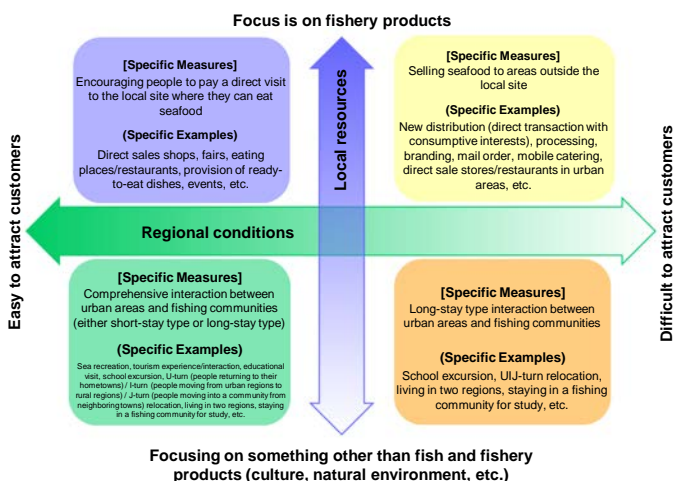 Focus is on fishery products
[Specific Measures]
Encouraging people to pay a direct visit
to the local site where they can eat
seafood
(Specific Examples)
Direct sales shops, fairs, eating
places/restaurants, provision of ready-
to-eat dishes, events, etc.
Local resources
[Specific Measures]
Selling seafood to areas outside the
local site
(Specific Examples)
New distribution (direct transaction with
consumptive interests), processing,
branding, mail order, mobile catering,
direct sale stores/restaurants in urban
areas, etc.
Easy to attract customers
Regional conditions
Difficult to attract customers
[Specific Measures]
Comprehensive interaction between
urban areas and fishing communities
(either short-stay type or long-stay type)
(Specific Examples)
Sea recreation, tourism experience/interaction, educational
visit, school excursion, U-turn (people returning to their
hometowns) / I-turn (people moving from urban regions to
rural regions) / J-turn (people moving into a community from
neighboring towns) relocation, living in two regions, staying
in a fishing community for study, etc.
[Specific Measures]
Long-stay type interaction between
urban areas and fishing communities
(Specific Examples)
School excursion, UIJ-turn relocation,
living in two regions, staying in a fishing
community for study, etc.
Focusing on something other than fish and fishery
products (culture, natural environment, etc.)